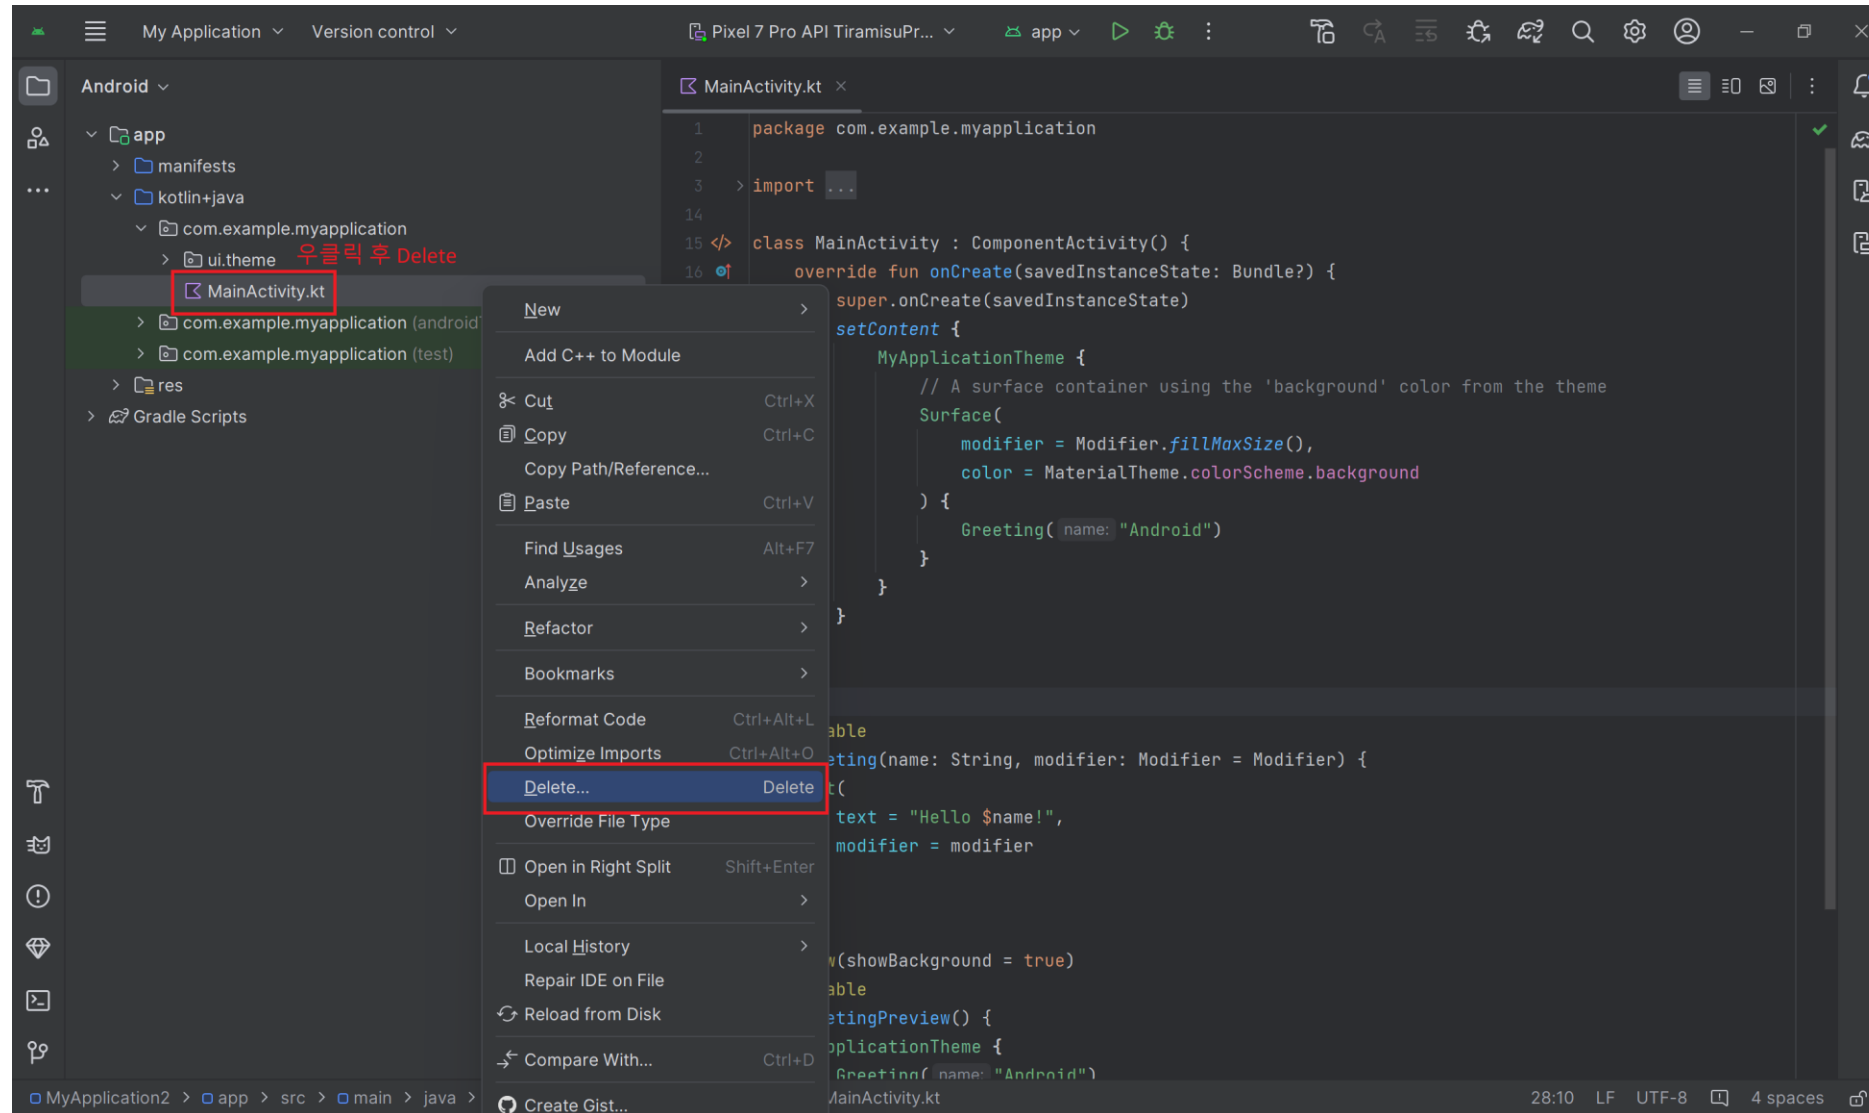 My Application
Version control
Pixel 7 Pro API TiramisuPr...
app
Android
app
manifests
kotlin+java
com.example.myapplication
우클릭 후 Delete
ui.theme
MainActivity.kt
com.example.myapplication (android
com.example.myapplication (test)
res
Gradle Scripts
New
Add C++ to Module
Cut Ctrl+X
Copy Ctrl+C
Copy Path/Reference...
Paste Ctrl+V
Find Usages Alt+F7
Analyze
Refactor
Bookmarks
Reformat Code Ctrl+Alt+L
Optimize Imports Ctrl+Alt+O
Delete... Delete
Override File Type
Open in Right Split Shift+Enter
Open In
Local History
Repair IDE on File
Reload from Disk
Compare With... Ctrl+D
Create Gist...
MainActivity.kt
1 package com.example.myapplication
2
3 import ...
14
15 class MainActivity : ComponentActivity() {
16 override fun onCreate(savedInstanceState: Bundle?) {
super.onCreate(savedInstanceState)
setContent {
MyApplicationTheme {
// A surface container using the 'background' color from the theme
Surface(
modifier = Modifier.fillMaxSize(),
color = MaterialTheme.colorScheme.background
) {
Greeting( name: "Android")
}
}
}
able
eting(name: String, modifier: Modifier = Modifier) {
t(
text = "Hello $name!",
modifier = modifier
w(showBackground = true)
able
etingPreview() {
pplicationTheme {
Greeting( name: "Android")
MyApplication2 > app > src > main > java >
MainActivity.kt
28:10 LF UTF-8 4 spaces